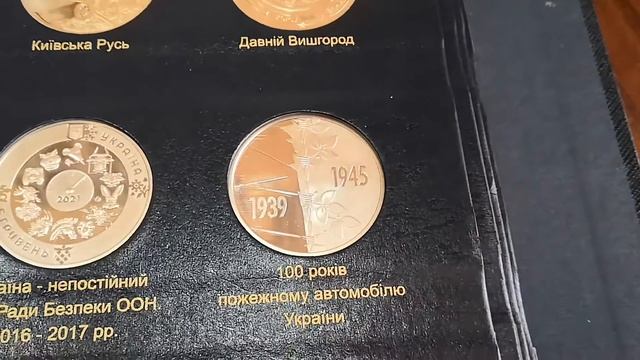 Київська Русь
Давній Вишгород
УКРАЇНА
2021
ГРИВЕНЬ
1939
1945
аїна - непостійний
Ради Безпеки ООН
016 - 2017 рр.
100 років
пожежному автомобілю
України